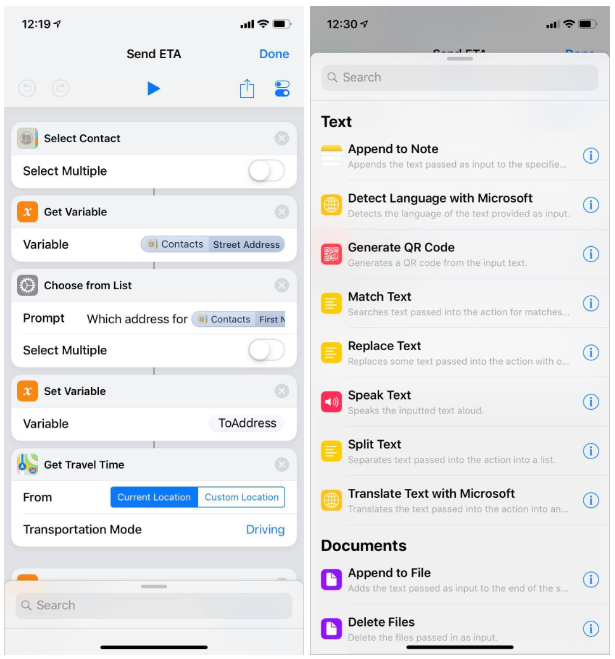 12:19
Send ETA
Done
Select Contact
Select Multiple
Get Variable
Variable
Contacts Street Address
Choose from List
Prompt
Which address for Contacts First N
Select Multiple
Set Variable
Variable
ToAddress
Get Travel Time
From
Current Location
Custom Location
Transportation Mode
Driving
Search
12:30
Send ETA
Done
Search
Text
Append to Note
Appends the text passed as input to the specifie...
Detect Language with Microsoft
Detects the language of the text provided as input.
Generate QR Code
Generates a QR code from the input text.
Match Text
Searches text passed into the action for matches...
Replace Text
Replaces some text passed into the action with o...
Speak Text
Speaks the inputted text aloud.
Split Text
Separates text passed into the action into a list.
Translate Text with Microsoft
Translates the text passed into the action into an...
Documents
Append to File
Adds the text passed as input to the end of the s...
Delete Files
Delete the files passed in as input.